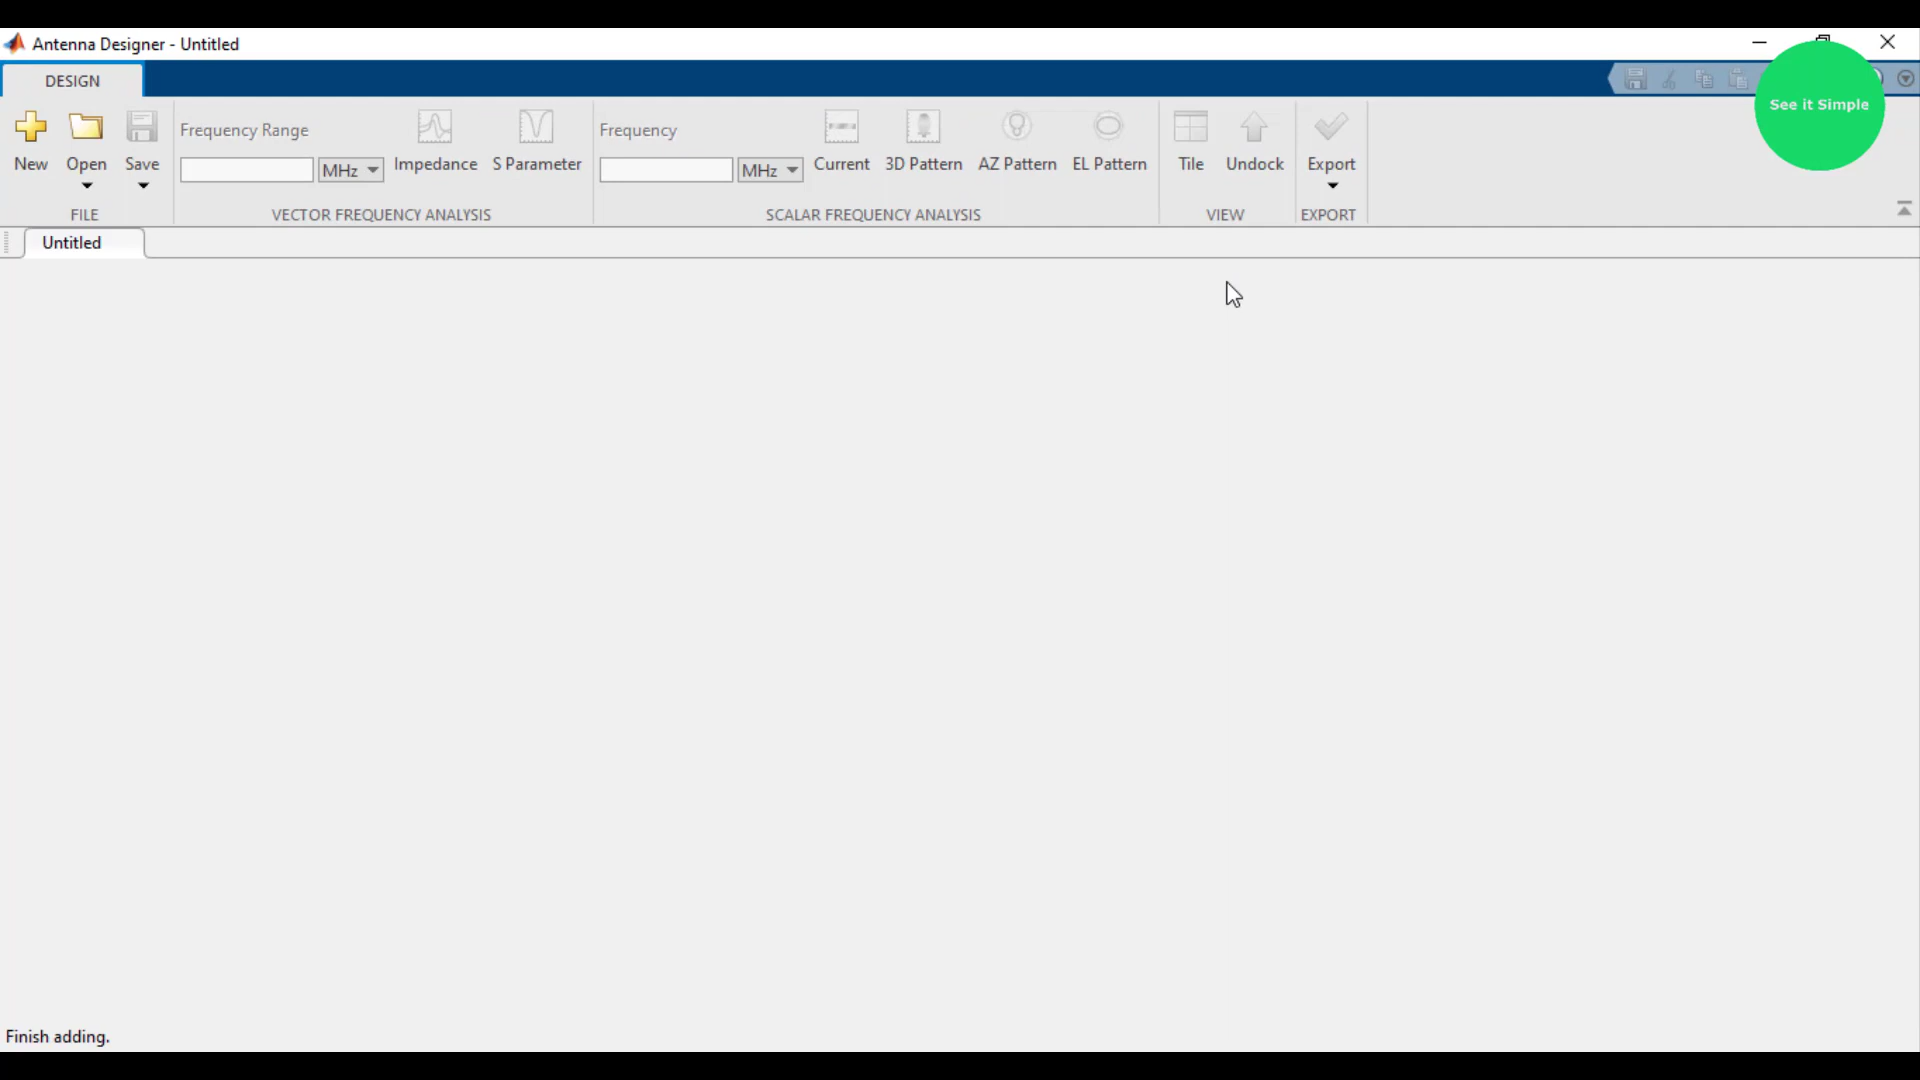 Antenna Designer - Untitled
DESIGN
See it Simple
Frequency Range
Frequency
New
Open
Save
MHz
Impedance
S Parameter
MHz
Current
3D Pattern
AZ Pattern
EL Pattern
Tile
Undock
Export
FILE
VECTOR FREQUENCY ANALYSIS
SCALAR FREQUENCY ANALYSIS
VIEW
EXPORT
Untitled
Finish adding.